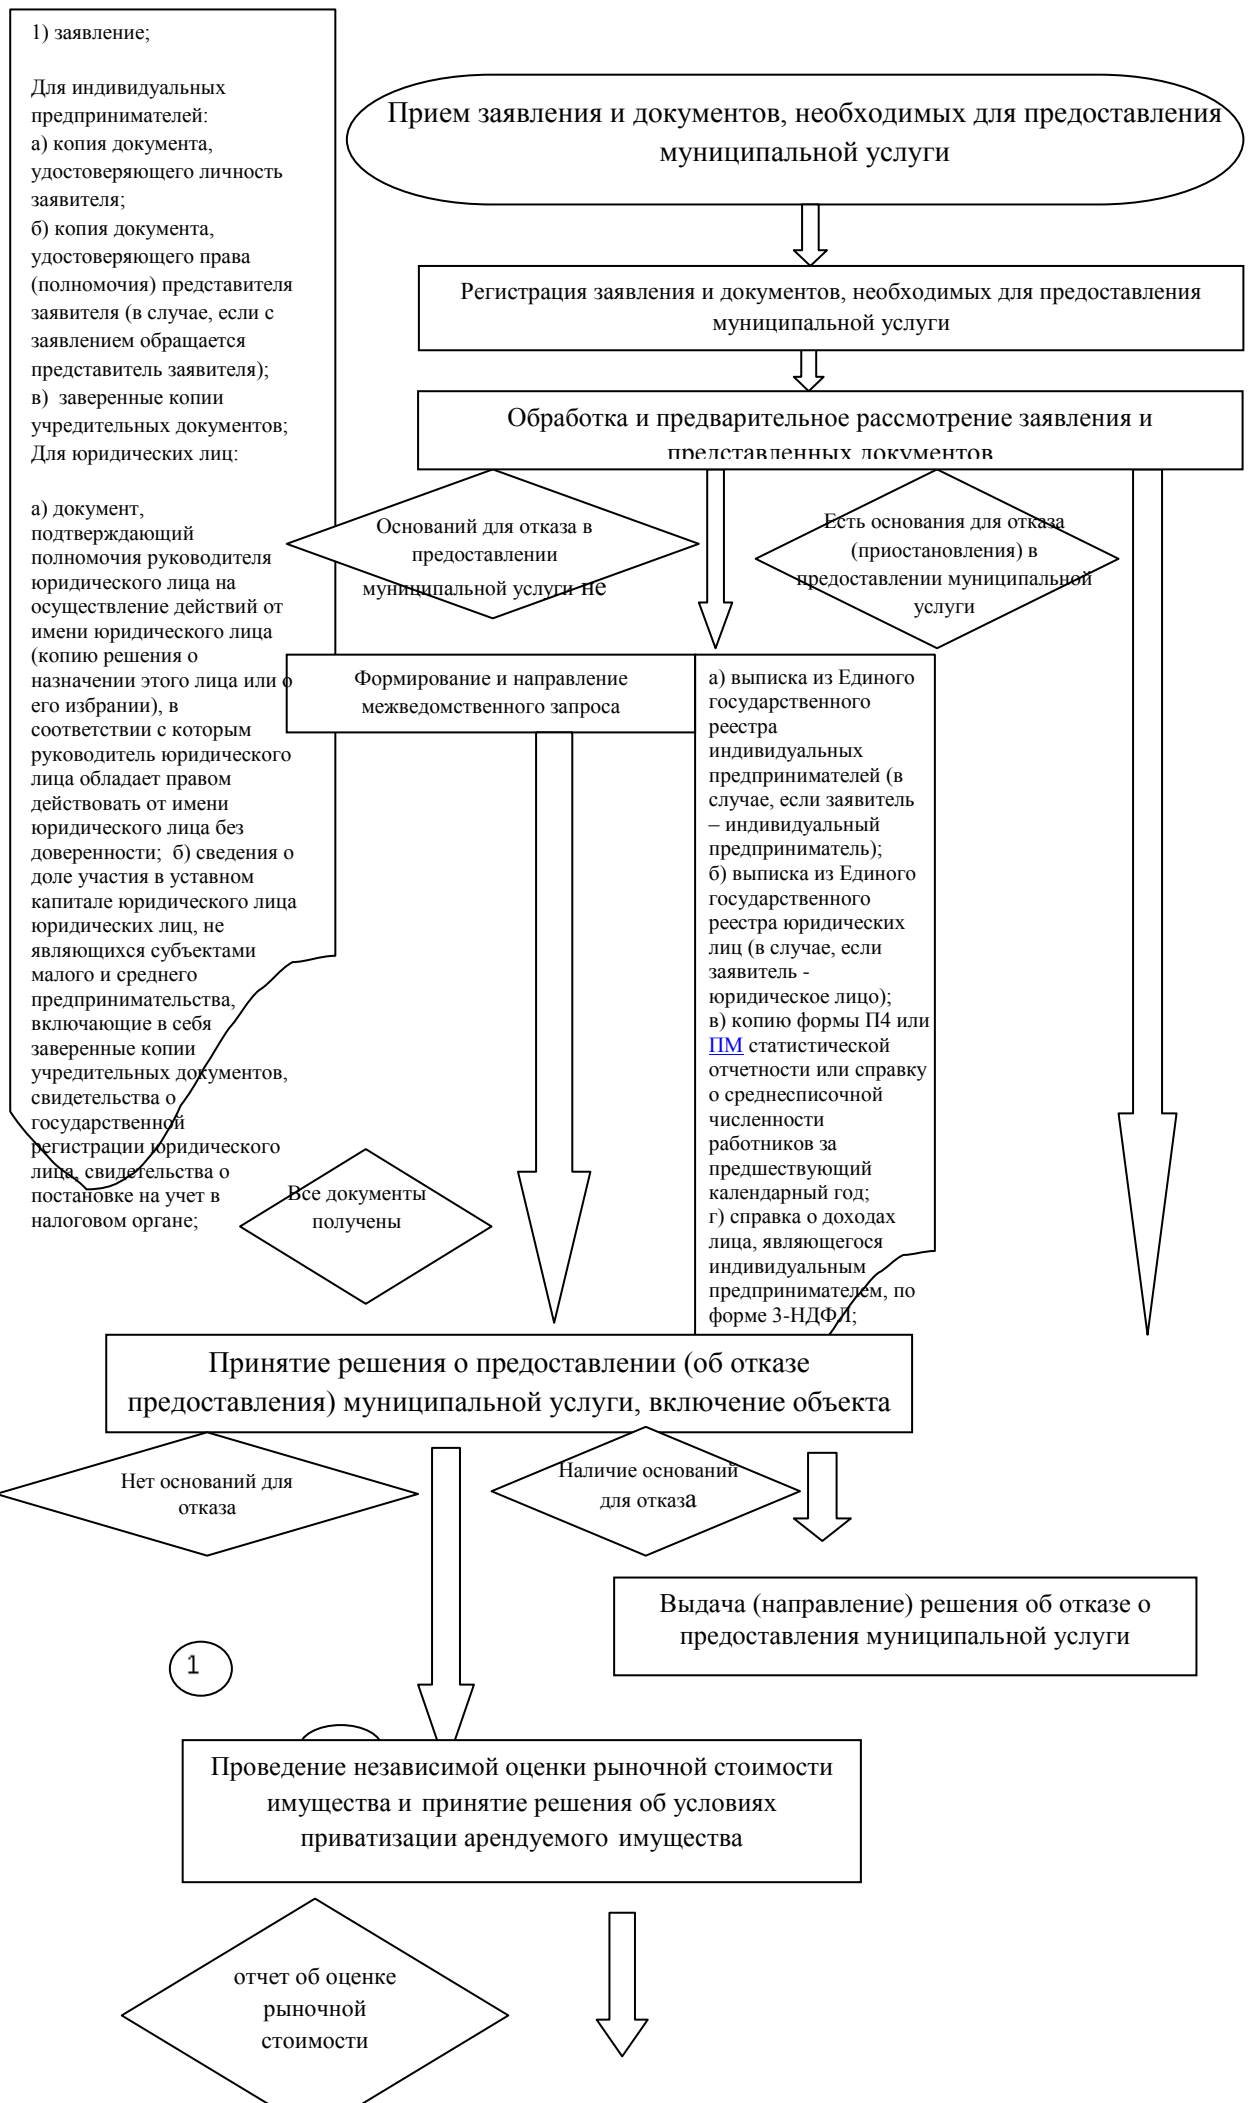 1) заявление;
Для индивидуальных
предпринимателей:
а) копия документа,
удостоверяющего личность
заявителя;
б) копия документа,
удостоверяющего права
(полномочия) представителя
заявителя (в случае, если с
заявлением обращается
представитель заявителя);
в) заверенные копии
учредительных документов;
Для юридических лиц:
а) документ,
подтверждающий
полномочия руководителя
юридического лица на
осуществление действий от
имени юридического лица
(копию решения о
назначении этого лица или о
его избрании), в
соответствии с которым
руководитель юридического
лица обладает правом
действовать от имени
юридического лица без
доверенности; б) сведения о
доле участия в уставном
капитале юридического лица
юридических лиц, не
являющихся субъектами
малого и среднего
предпринимательства,
включающие в себя
заверенные копии
учредительных документов,
свидетельства о
государственной
регистрации юридического
лица, свидетельства о
постановке на учет в
налоговом органе;
Прием заявления и документов, необходимых для предоставления
муниципальной услуги
Регистрация заявления и документов, необходимых для предоставления
муниципальной услуги
Обработка и предварительное рассмотрение заявления и
представленных документов
Оснований для отказа в
предоставлении
муниципальной услуги не
Есть основания для отказа
(приостановления) в
предоставлении муниципальной
услуги
Формирование и направление
межведомственного запроса
а) выписка из Единого
государственного
реестра
индивидуальных
предпринимателей (в
случае, если заявитель
– индивидуальный
предприниматель);
б) выписка из Единого
государственного
реестра юридических
лиц (в случае, если
заявитель -
юридическое лицо);
в) копию формы П4 или
ПМ статистической
отчетности или справку
о среднесписочной
численности
работников за
предшествующий
календарный год;
г) справка о доходах
лица, являющегося
индивидуальным
предпринимателем, по
форме 3-НДФЛ;
Все документы
получены
Принятие решения о предоставлении (об отказе
предоставления) муниципальной услуги, включение объекта
Нет оснований для
отказа
Наличие оснований
для отказа
Выдача (направление) решения об отказе о
предоставления муниципальной услуги
1
Проведение независимой оценки рыночной стоимости
имущества и принятие решения об условиях
приватизации арендуемого имущества
отчет об оценке
рыночной
стоимости